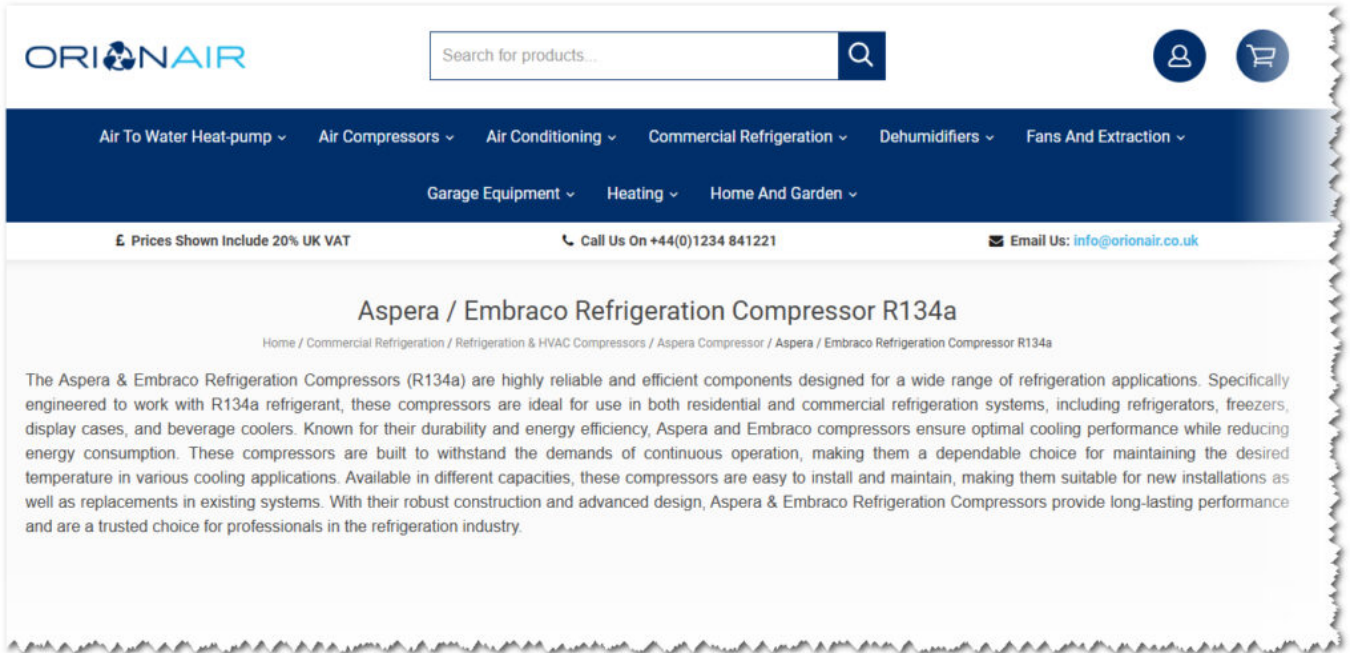 ORIONAIR
Search for products...
Air To Water Heat-pump Air Compressors Air Conditioning Commercial Refrigeration Dehumidifiers Fans And Extraction
Garage Equipment Heating Home And Garden
£ Prices Shown Include 20% UK VAT Call Us On +44(0)1234 841221 Email Us: info@orionair.co.uk
Aspera / Embraco Refrigeration Compressor R134a
Home / Commercial Refrigeration / Refrigeration & HVAC Compressors / Aspera Compressor / Aspera / Embraco Refrigeration Compressor R134a
The Aspera & Embraco Refrigeration Compressors (R134a) are highly reliable and efficient components designed for a wide range of refrigeration applications. Specifically
engineered to work with R134a refrigerant, these compressors are ideal for use in both residential and commercial refrigeration systems, including refrigerators, freezers,
display cases, and beverage coolers. Known for their durability and energy efficiency, Aspera and Embraco compressors ensure optimal cooling performance while reducing
energy consumption. These compressors are built to withstand the demands of continuous operation, making them a dependable choice for maintaining the desired
temperature in various cooling applications. Available in different capacities, these compressors are easy to install and maintain, making them suitable for new installations as
well as replacements in existing systems. With their robust construction and advanced design, Aspera & Embraco Refrigeration Compressors provide long-lasting performance
and are a trusted choice for professionals in the refrigeration industry.